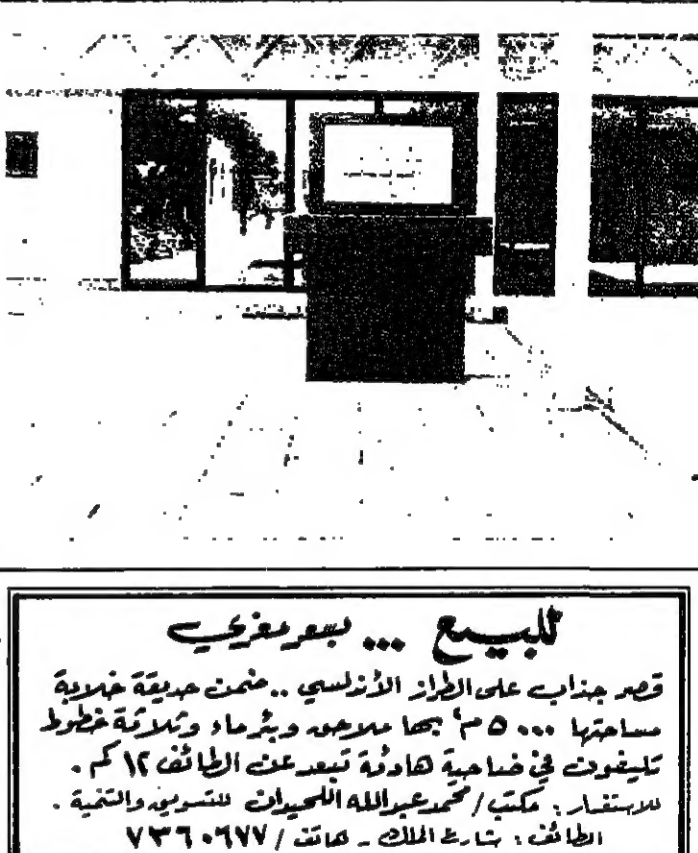 للبيع ... بسعر مغري
قصر جذاب على الطراز الأندلسي .. ضمن حديقة خلابة
مساحتها ٥٠٠٠ م٢ بها ملاحق وبئر ماء وثلاثة خطوط
تليفون في ضاحية هادئة تبعد عن الطائف ١٢ كم .
للاستفسار : مكتب / محمد عبدالله اللحيدان للتسويق والتنمية .
الطائف : شارع الملك - هاتف / ٧٣٦٠٦٧٧